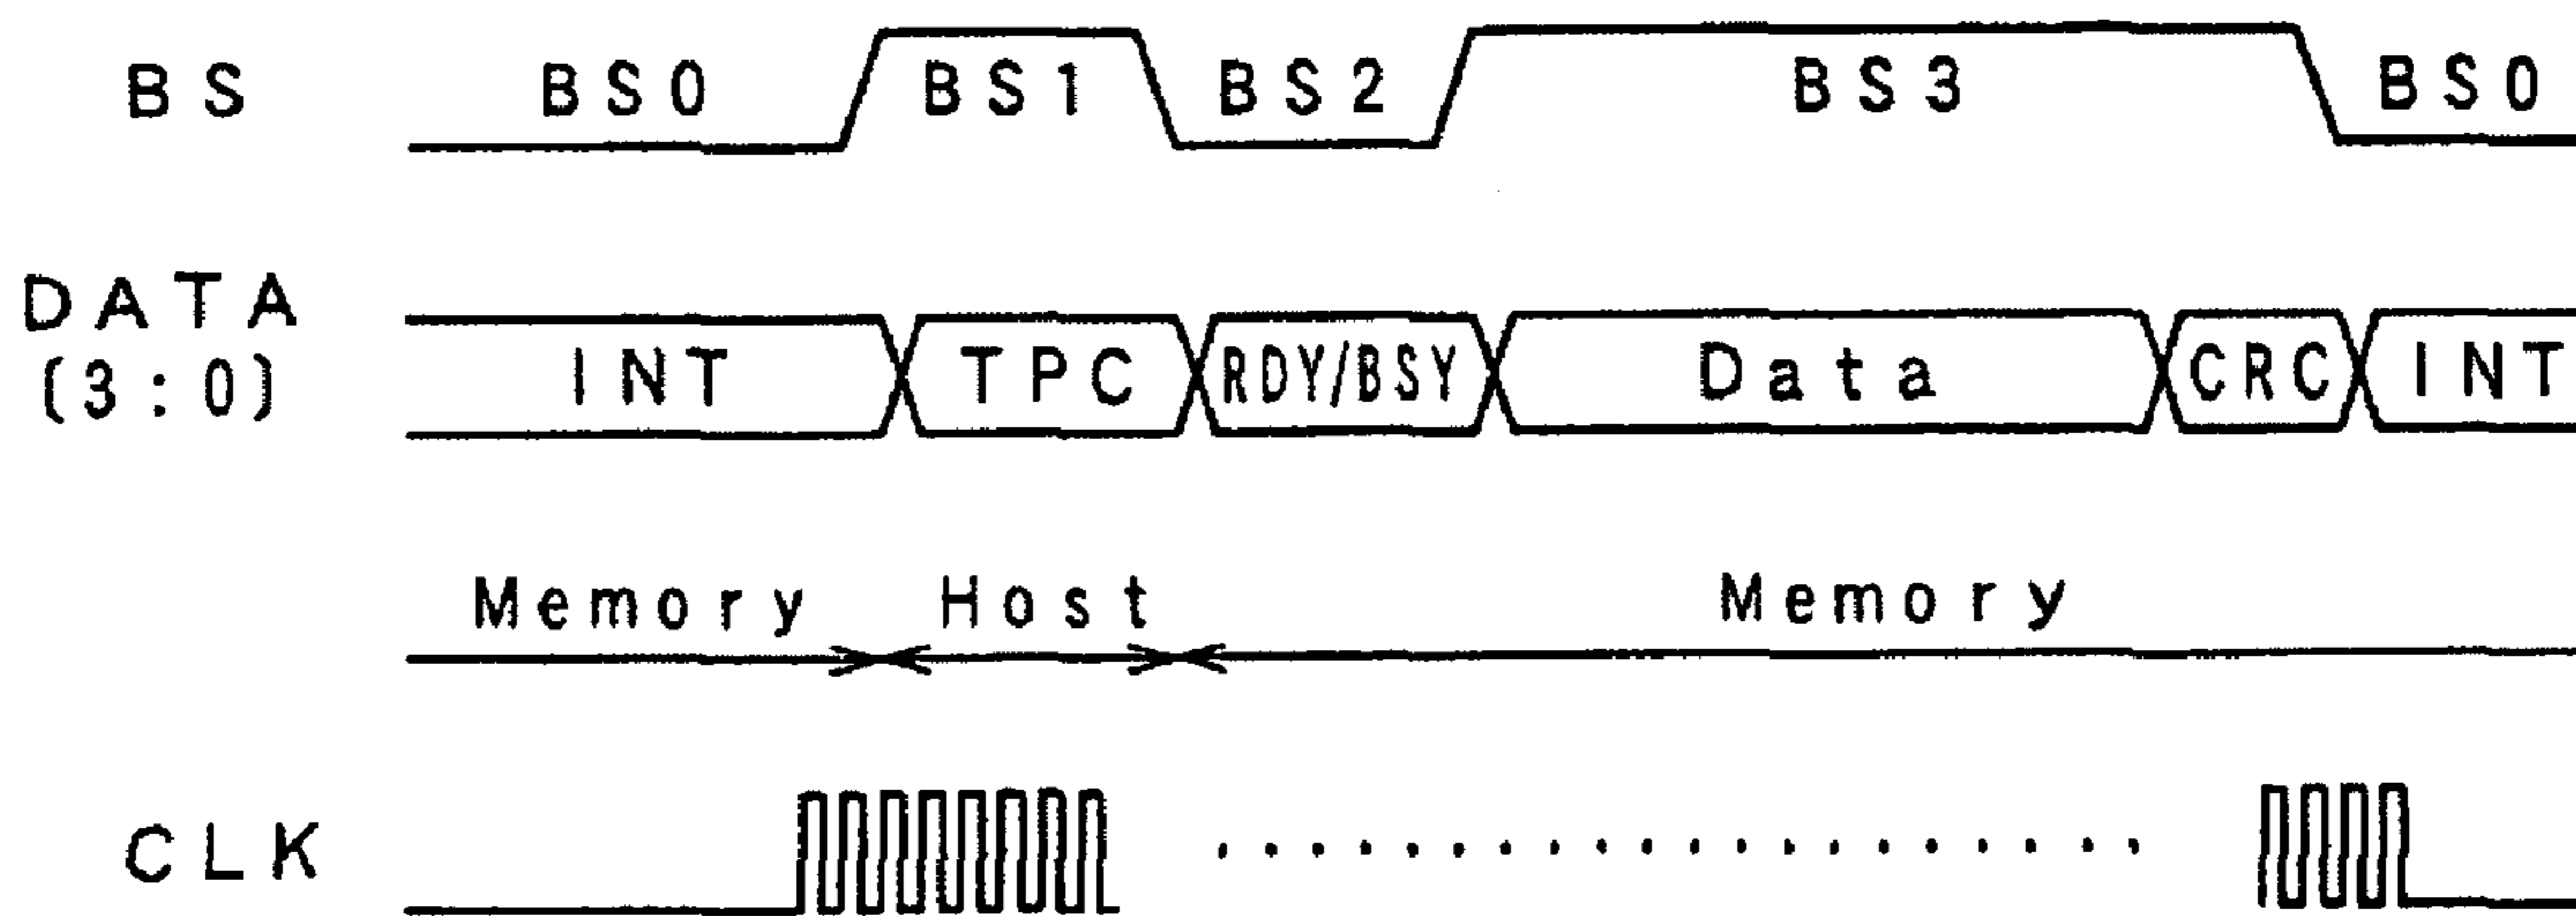 BS BS0 BS1 BS2 BS3 BS0
DATA
(3:0)
INT TPC RDY/BSY Data CRC INT
Memory Host Memory
CLK